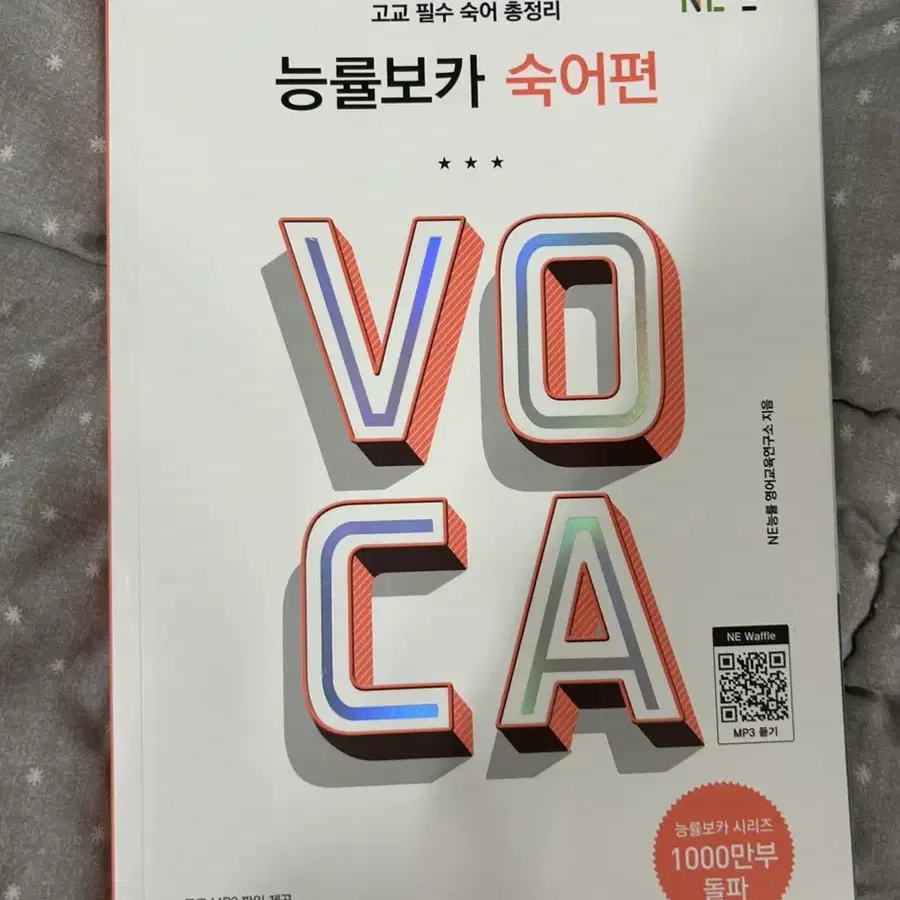 고교 필수 숙어 총정리
능률보카 숙어편
★ ★ ★
VO
CA
NE능률 영어교육연구소 지음
NE Waffle
MP3 듣기
능률보카 시리즈
1000만부
돌파